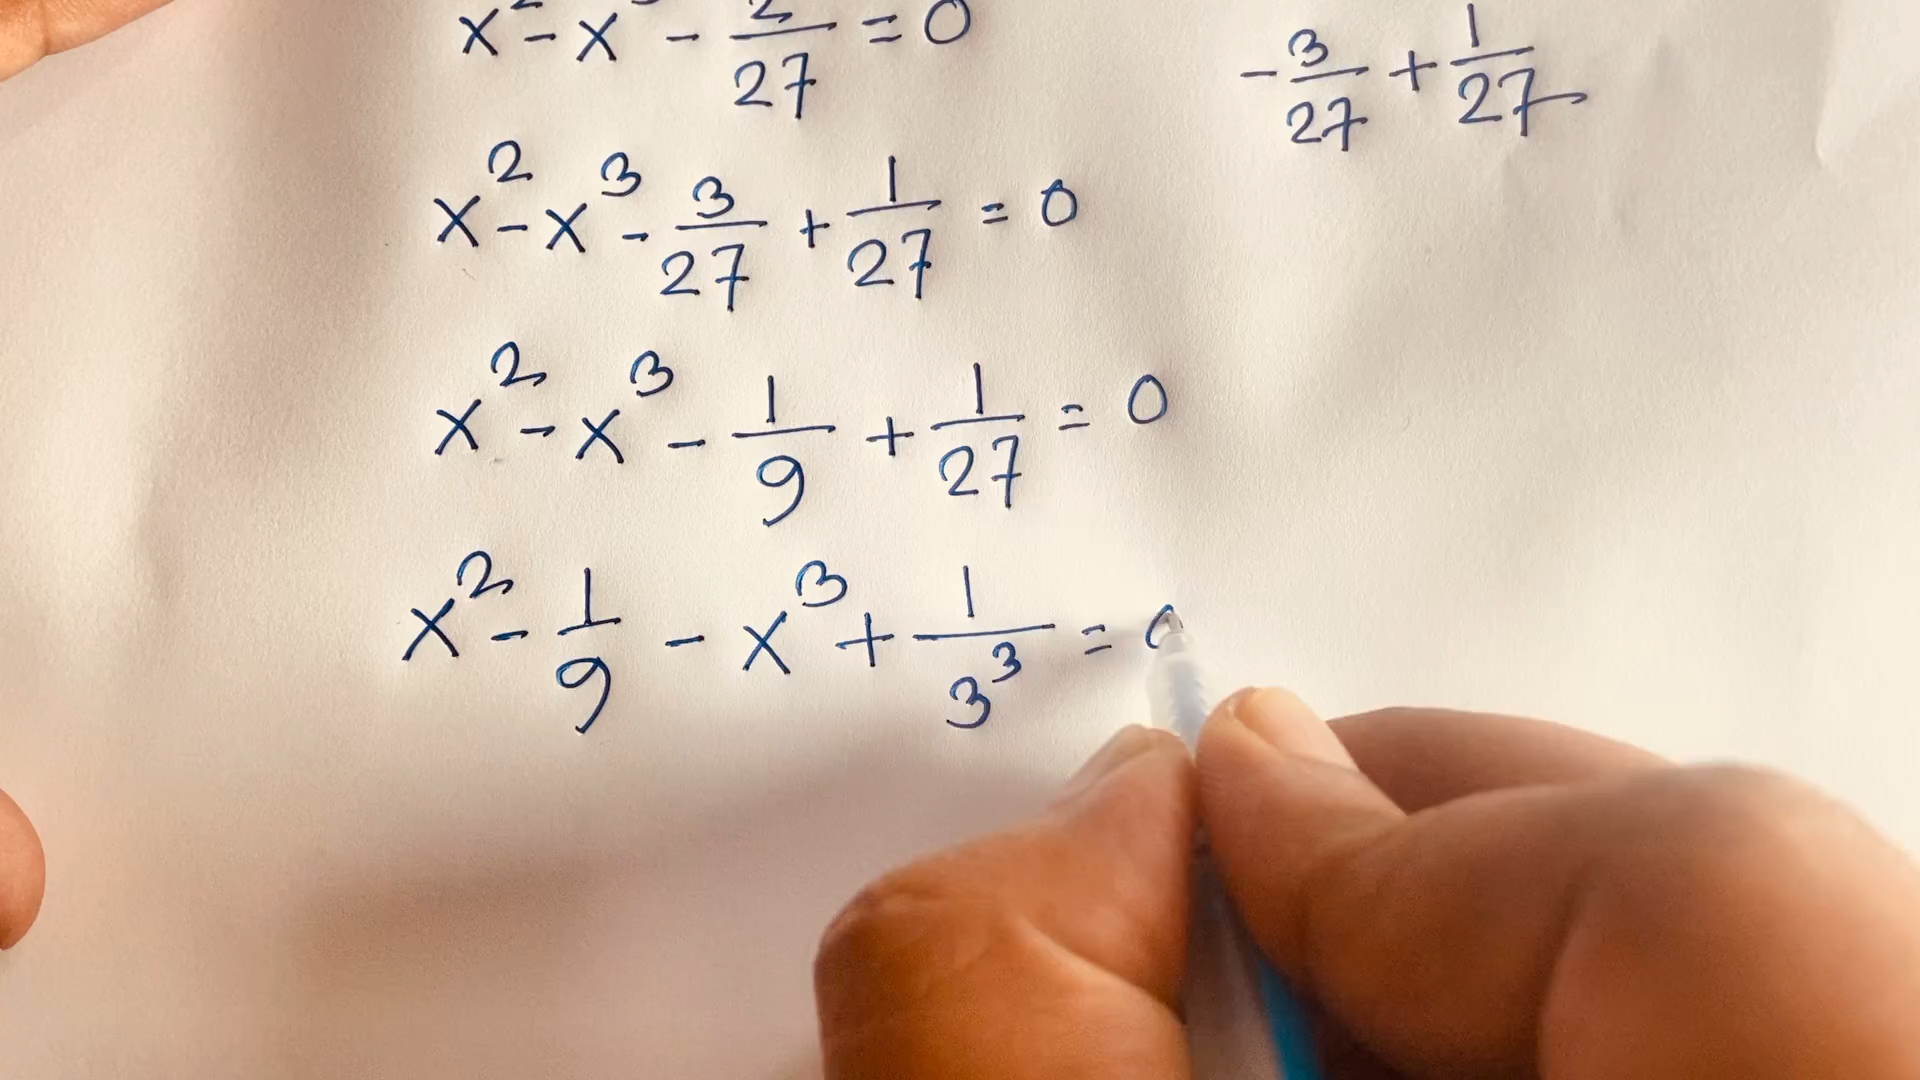 x² - x³ - 2/27 = 0
- 3/27 + 1/27
x² - x³ - 3/27 + 1/27 = 0
x² - x³ - 1/9 + 1/27 = 0
x² - 1/9 - x³ + 1/3³ = 0